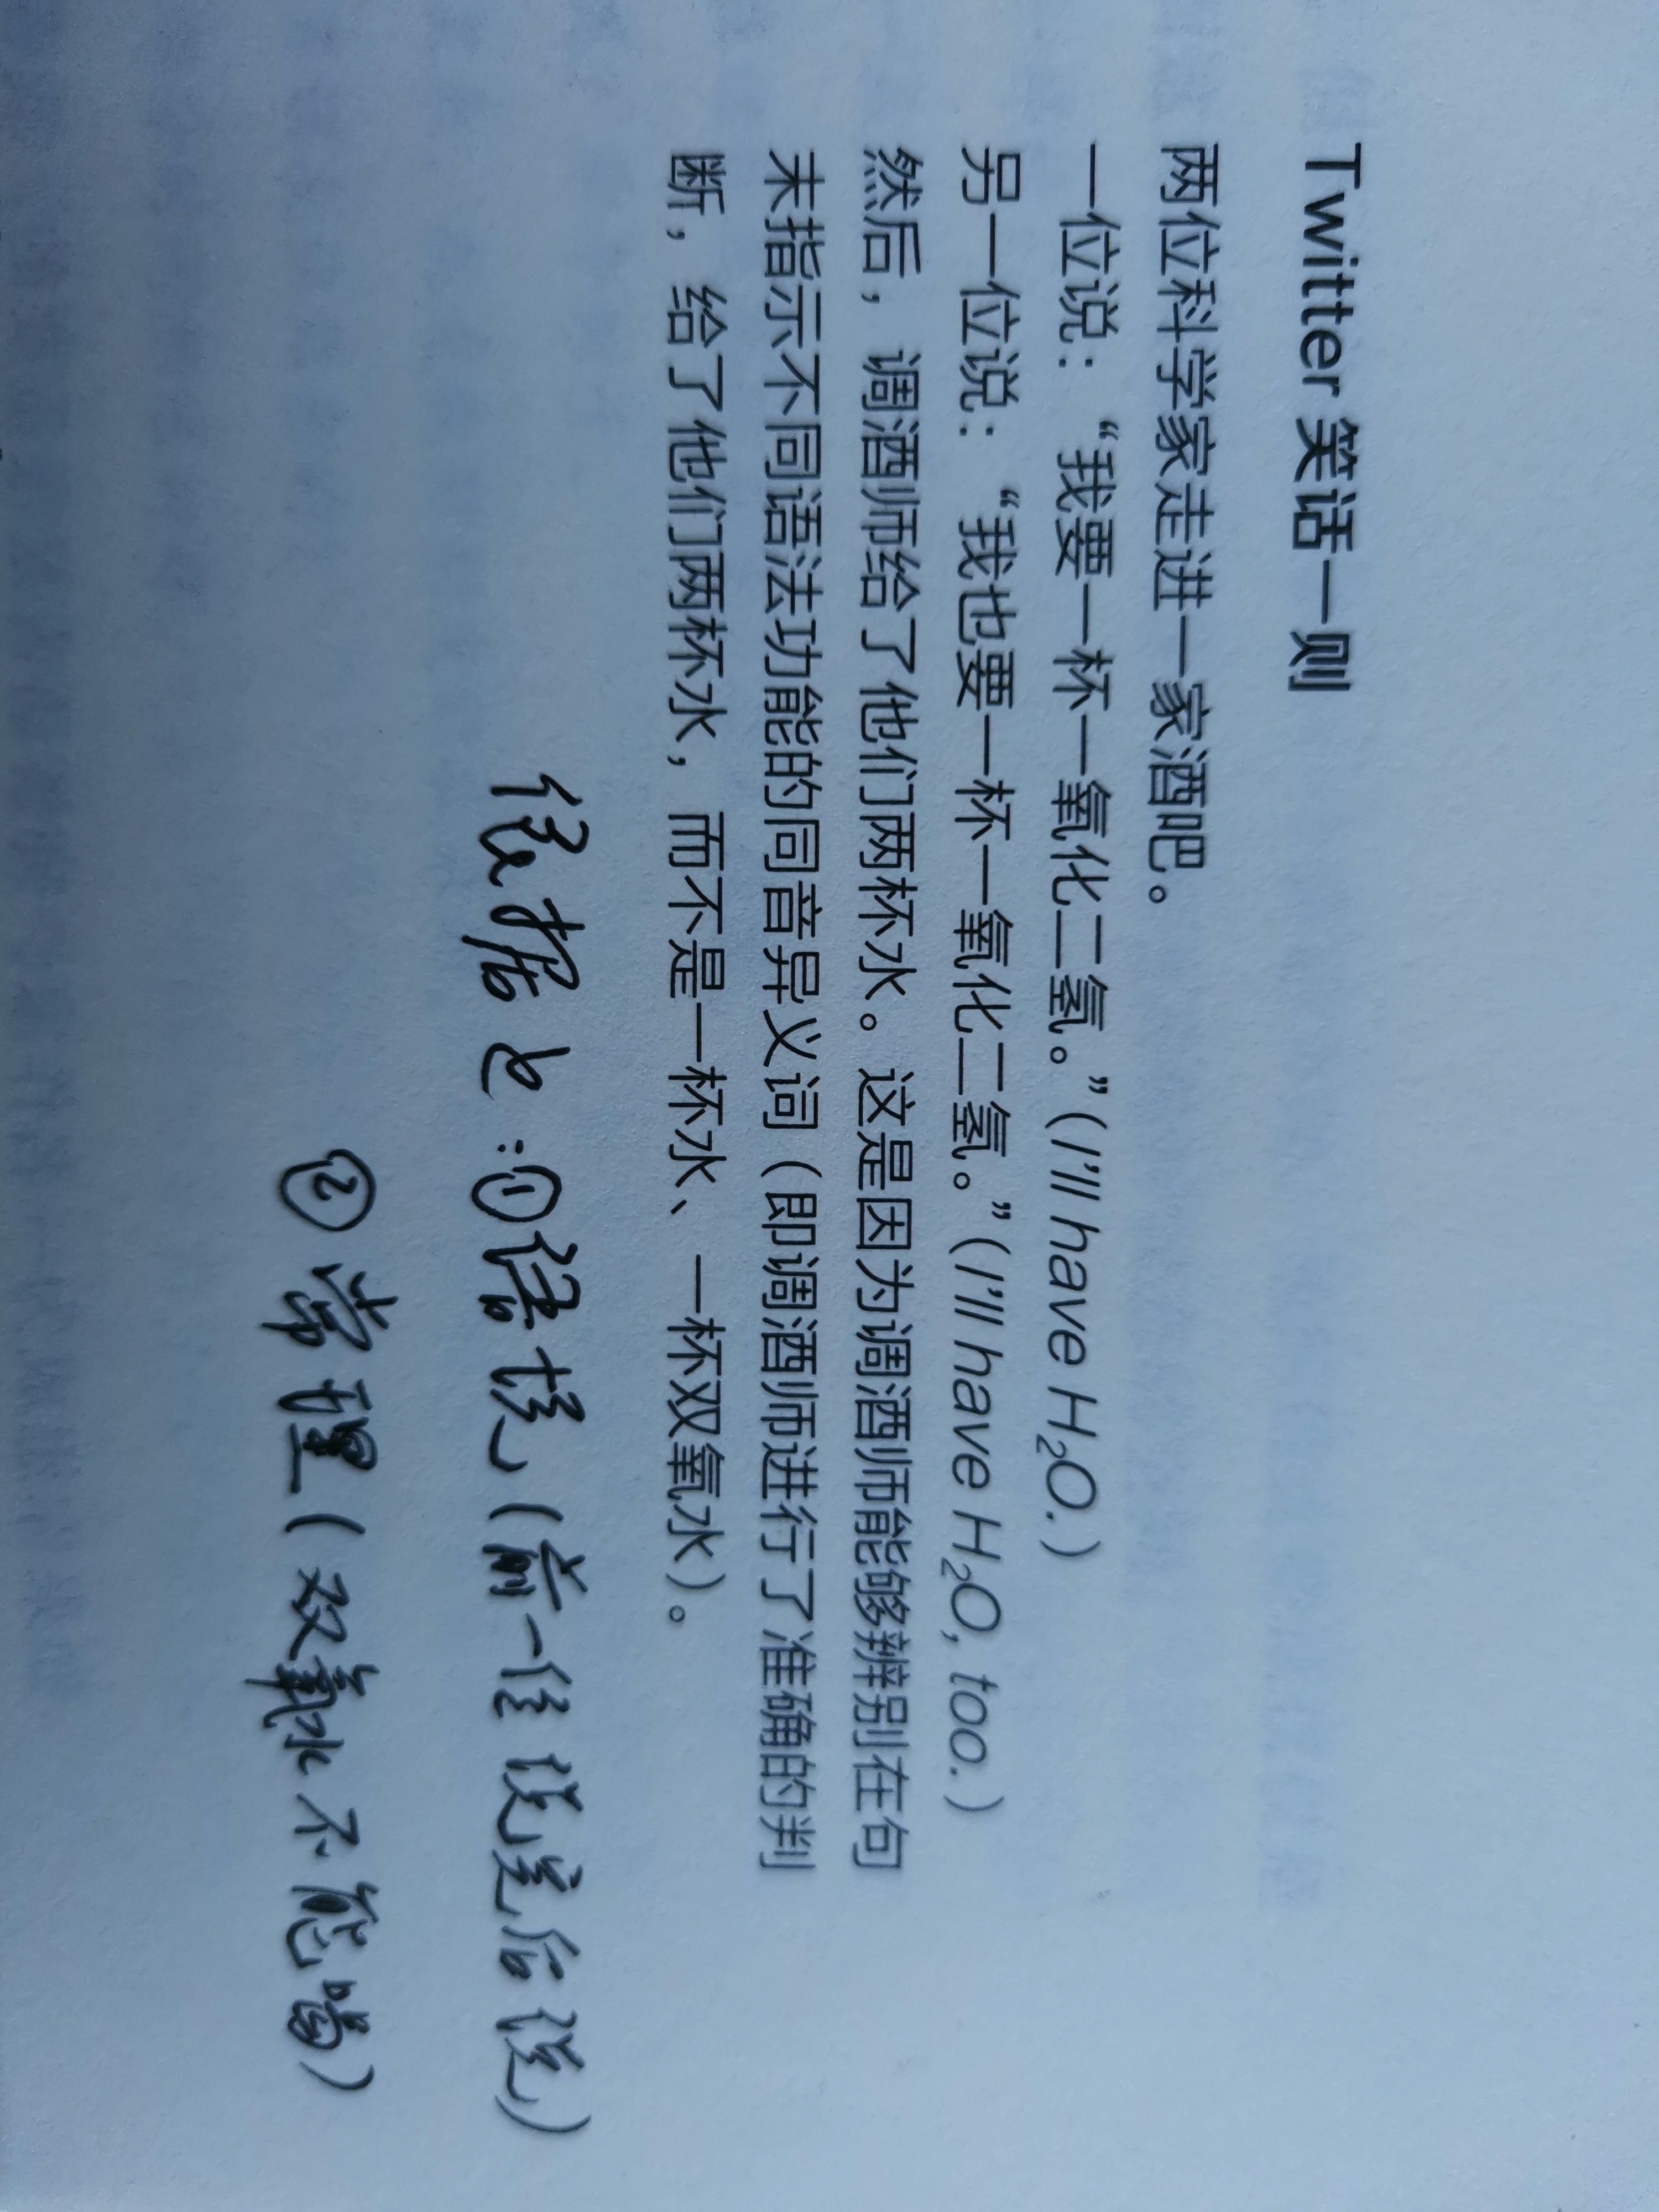 Twitter 笑话一则
两位科学家走进一家酒吧。
一位说：“我要一杯一氧化二氢。”（I’ll have H₂O.）
另一位说：“我也要一杯一氧化二氢。”（I’ll have H₂O, too.）
然后，调酒师给了他们两杯水。这是因为调酒师能够辨别在句
末指示不同语法功能的同音异义词（即调酒师进行了准确的判
断，给了他们两杯水，而不是一杯水、一杯双氧水）。
依据：①语境（前一位说完后说）
②常理（双氧水不能喝）